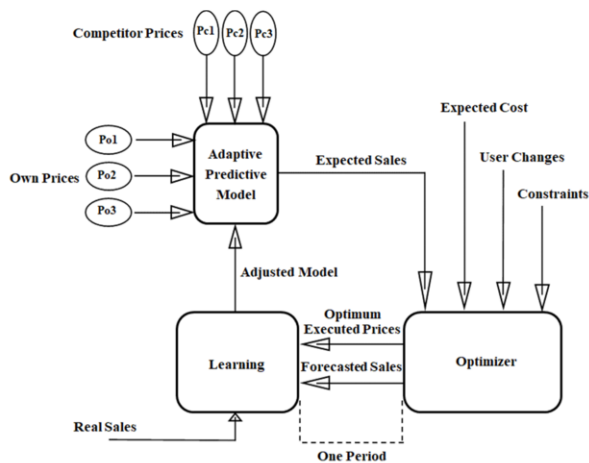 Competitor Prices
Pc1 Pc2 Pc3
Own Prices
Po1
Po2
Po3
Adaptive
Predictive
Model
Expected Sales
Expected Cost
User Changes
Constraints
Adjusted Model
Optimum
Executed Prices
Forecasted Sales
Learning
Optimizer
Real Sales
One Period